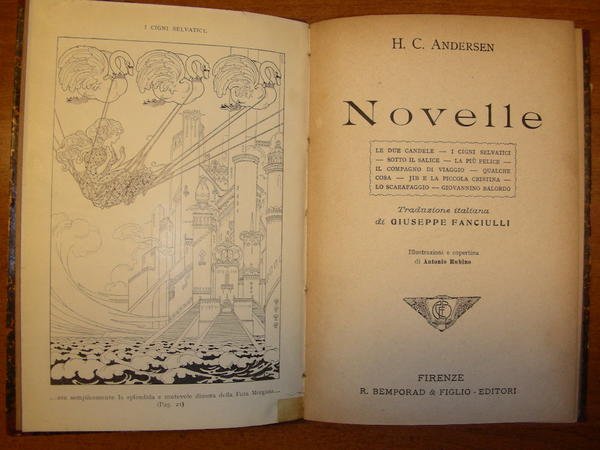 I CIGNI SELVATICI.
...era semplicemente la splendida e mutevole dimora della Fata Morgana...
(Pag. 21)
H. C. ANDERSEN
Novelle
LE DUE CANDELE — I CIGNI SELVATICI
— SOTTO IL SALICE — LA PIÙ FELICE —
IL COMPAGNO DI VIAGGIO — QUALCHE
COSA — JIB E LA PICCOLA CRISTINA —
LO SCARAFAGGIO — GIOVANNINO BALORDO
Traduzione italiana
di GIUSEPPE FANCIULLI
Illustrazioni e copertina
di Antonio Rubino
FIRENZE
R. BEMPORAD & FIGLIO - EDITORI